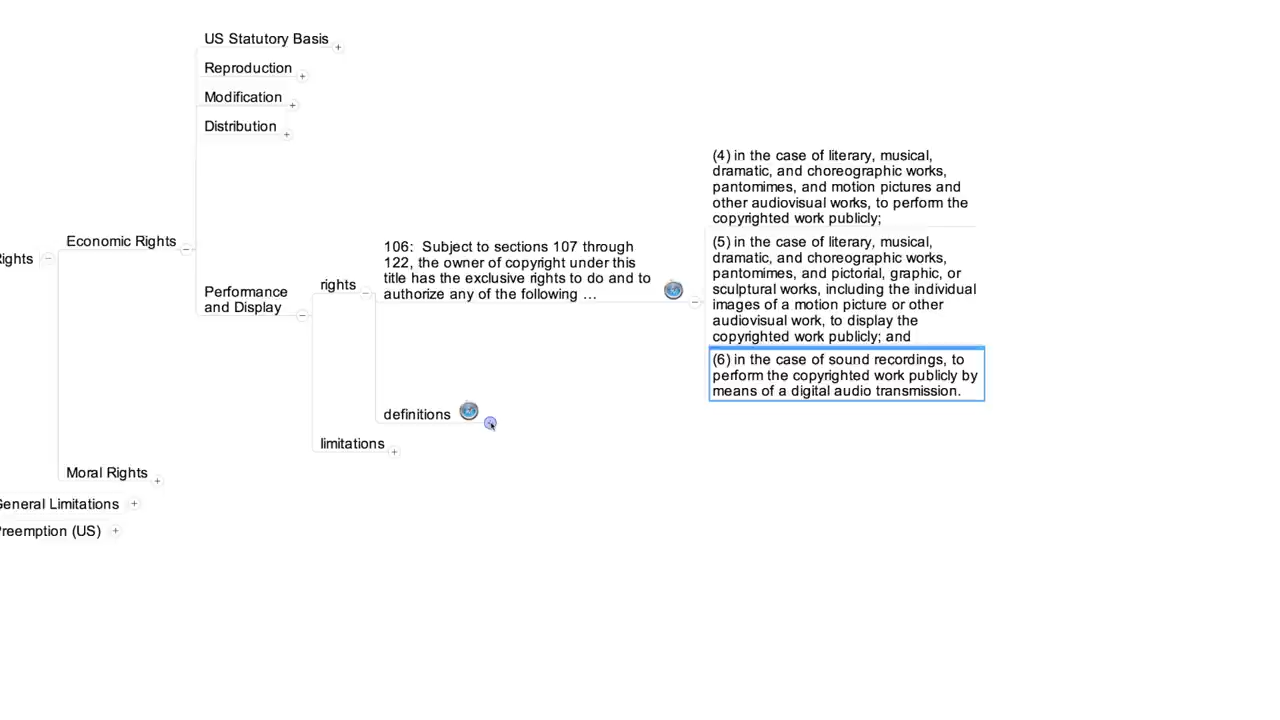 US Statutory Basis
Reproduction
Modification
Distribution
(4) in the case of literary, musical,
dramatic, and choreographic works,
pantomimes, and motion pictures and
other audiovisual works, to perform the
copyrighted work publicly;
Economic Rights
ights
106:  Subject to sections 107 through
122, the owner of copyright under this
title has the exclusive rights to do and to
authorize any of the following ...
(5) in the case of literary, musical,
dramatic, and choreographic works,
pantomimes, and pictorial, graphic, or
sculptural works, including the individual
images of a motion picture or other
audiovisual work, to display the
copyrighted work publicly; and
rights
Performance
and Display
(6) in the case of sound recordings, to
perform the copyrighted work publicly by
means of a digital audio transmission.
definitions
limitations
Moral Rights
General Limitations
Preemption (US)